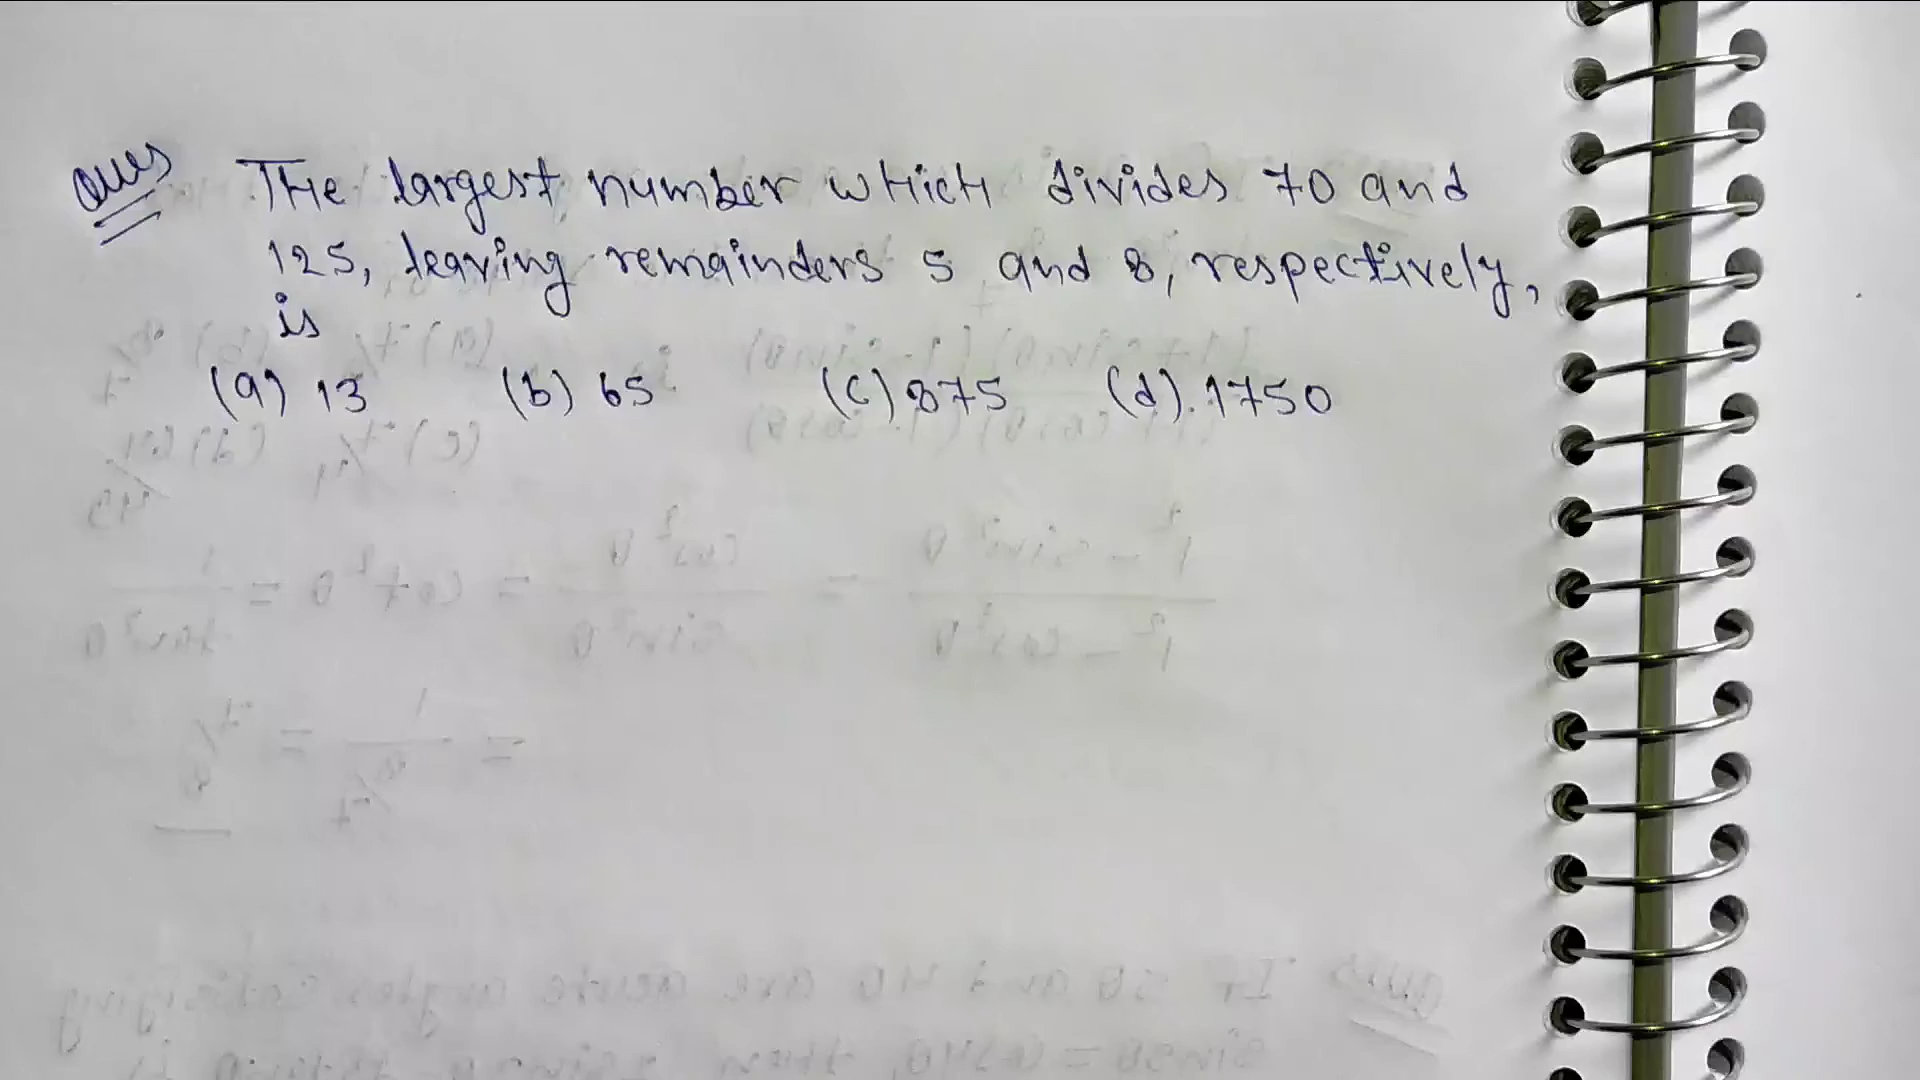 Ques The largest number which divides 70 and
125, leaving remainders 5 and 8, respectively,
is
(a) 13 (b) 65 (c) 875 (d) 1750